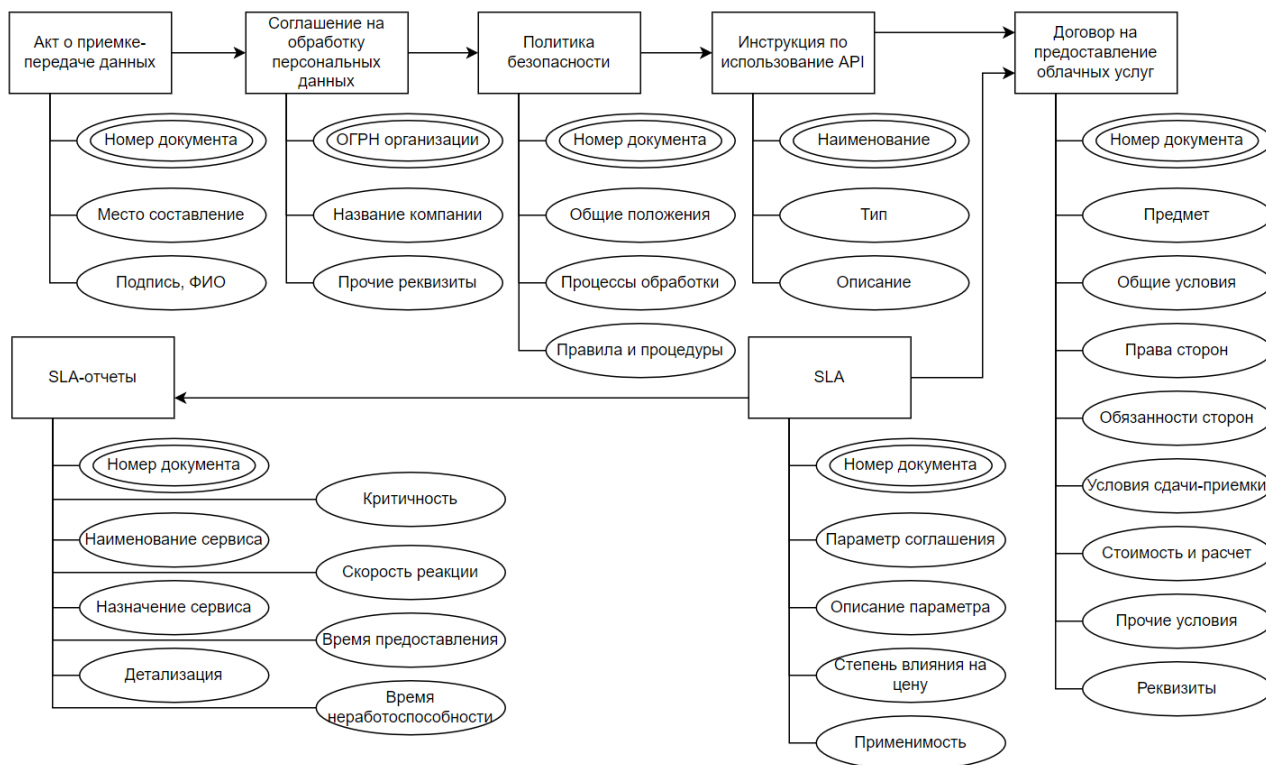 Акт о приемке-
передаче данных
Соглашение на
обработку
персональных
данных
Политика
безопасности
Инструкция по
использование API
Договор на
предоставление
облачных услуг
Номер документа
Место составление
Подпись, ФИО
ОГРН организации
Название компании
Прочие реквизиты
Номер документа
Общие положения
Процессы обработки
Правила и процедуры
Наименование
Тип
Описание
Номер документа
Предмет
Общие условия
Права сторон
Обязанности сторон
Условия сдачи-приемки
Стоимость и расчет
Прочие условия
Реквизиты
SLA-отчеты
Номер документа
Критичность
Наименование сервиса
Скорость реакции
Назначение сервиса
Время предоставления
Детализация
Время
неработоспособности
SLA
Номер документа
Параметр соглашения
Описание параметра
Степень влияния на
цену
Применимость